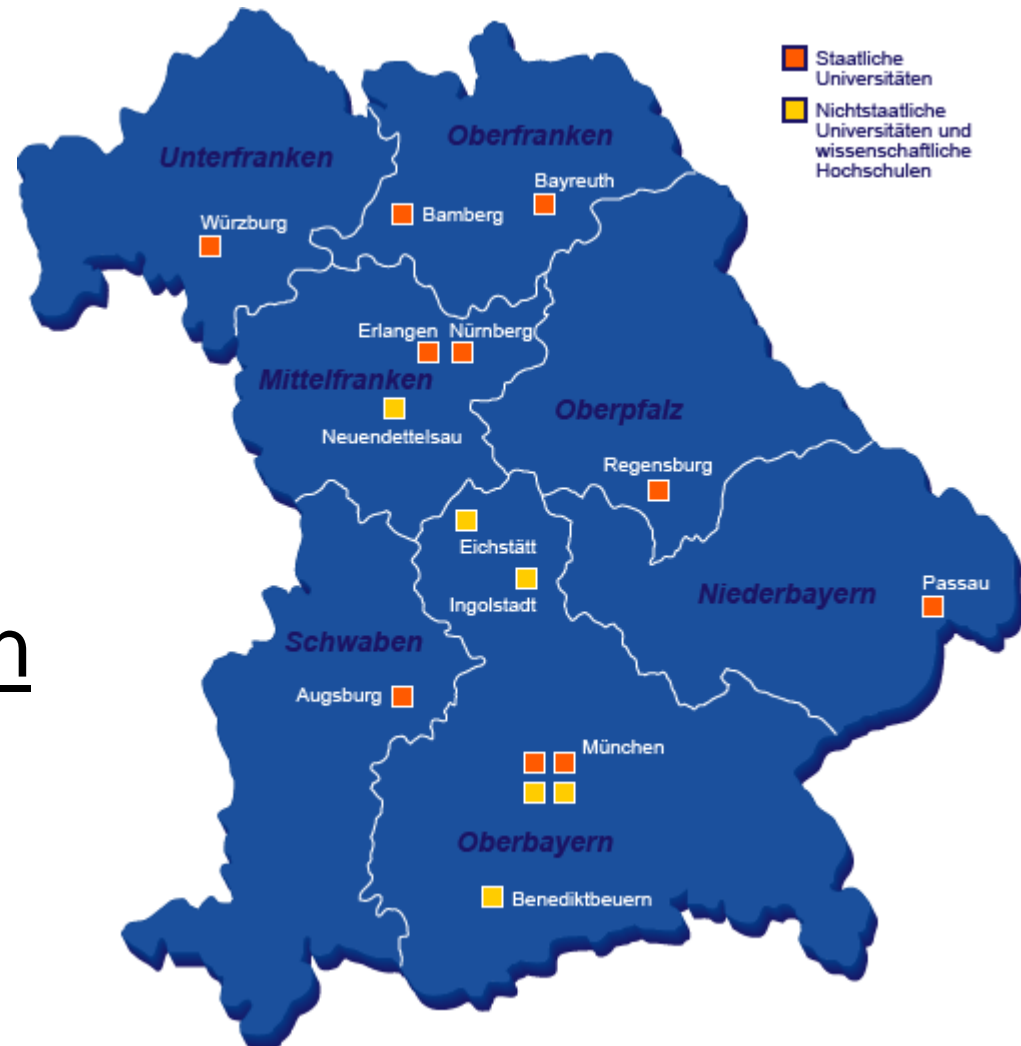 Staatliche
Universitäten
Nichtstaatliche
Universitäten und
wissenschaftliche
Hochschulen
Oberfranken
Unterfranken
Bayreuth
Bamberg
Würzburg
Erlangen
Nürnberg
Mittelfranken
Oberpfalz
Neuendettelsau
Regensburg
Eichstätt
Passau
Niederbayern
Ingolstadt
n
Schwaben
Augsburg
München
Oberbayern
Benediktbeuern